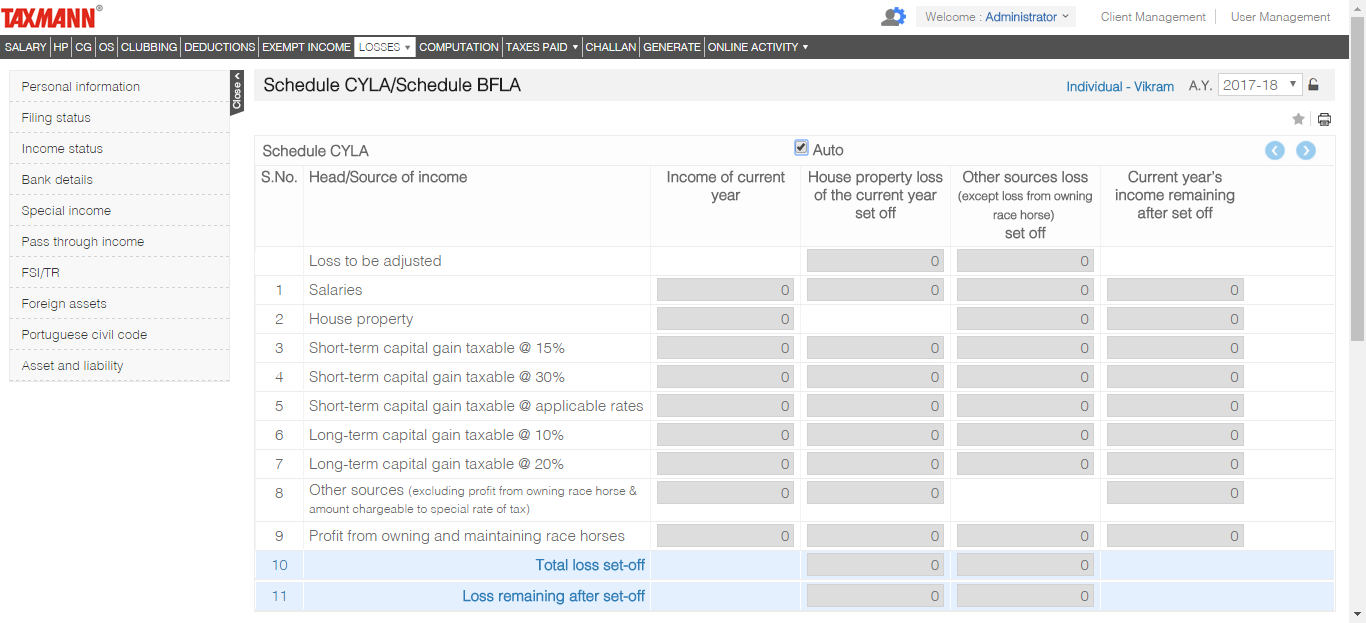 TAXMANN®
Welcome : Administrator
Client Management
User Management
SALARY HP CG OS CLUBBING DEDUCTIONS EXEMPT INCOME LOSSES COMPUTATION TAXES PAID CHALLAN GENERATE ONLINE ACTIVITY
Personal information
Filing status
Income status
Bank details
Special income
Pass through income
FSI/TR
Foreign assets
Portuguese civil code
Asset and liability
Close
Schedule CYLA/Schedule BFLA
Individual - Vikram A.Y. 2017-18
Schedule CYLA
Auto
S.No. Head/Source of income
Income of current
year
House property loss
of the current year
set off
Other sources loss
(except loss from owning
race horse)
set off
Current year's
income remaining
after set off
Loss to be adjusted 0 0
1 Salaries 0 0 0 0
2 House property 0 0 0
3 Short-term capital gain taxable @ 15% 0 0 0 0
4 Short-term capital gain taxable @ 30% 0 0 0 0
5 Short-term capital gain taxable @ applicable rates 0 0 0 0
6 Long-term capital gain taxable @ 10% 0 0 0 0
7 Long-term capital gain taxable @ 20% 0 0 0 0
8 Other sources (excluding profit from owning race horse & 0 0 0
amount chargeable to special rate of tax)
9 Profit from owning and maintaining race horses 0 0 0 0
10 Total loss set-off 0 0
11 Loss remaining after set-off 0 0